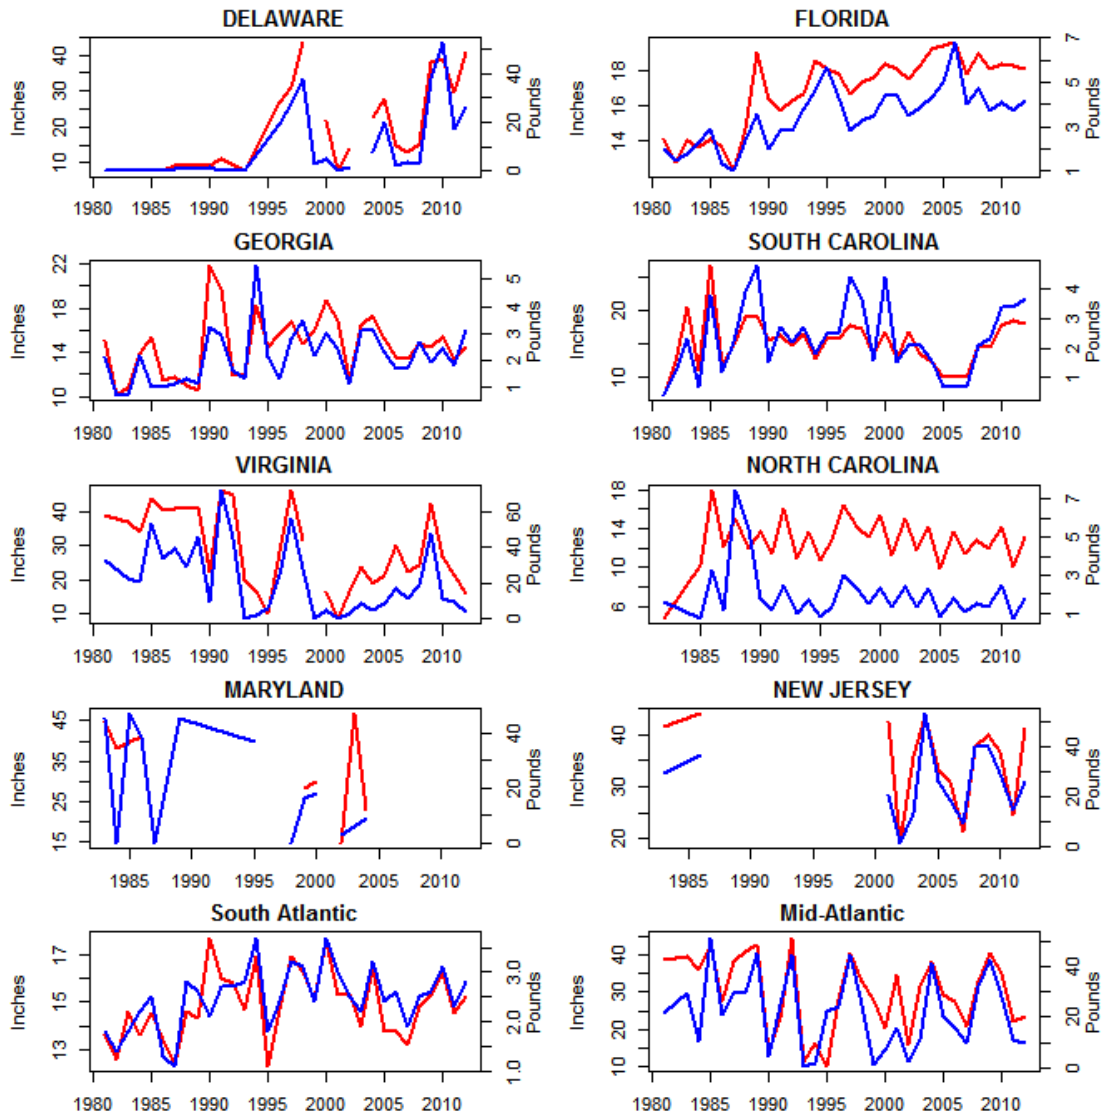 DELAWARE
Inches
10 20 30 40
0 20 40
Pounds
1980 1985 1990 1995 2000 2005 2010
FLORIDA
Inches
14 16 18
1 3 5 7
Pounds
1980 1985 1990 1995 2000 2005 2010
GEORGIA
Inches
10 14 18 22
1 2 3 4 5
Pounds
1980 1985 1990 1995 2000 2005 2010
SOUTH CAROLINA
Inches
10 20
1 2 3 4
Pounds
1980 1985 1990 1995 2000 2005 2010
VIRGINIA
Inches
10 20 30 40
0 20 40 60
Pounds
1980 1985 1990 1995 2000 2005 2010
NORTH CAROLINA
Inches
6 10 14 18
1 3 5 7
Pounds
1985 1990 1995 2000 2005 2010
MARYLAND
Inches
15 25 35 45
0 20 40
Pounds
1985 1990 1995 2000 2005 2010
NEW JERSEY
Inches
20 30 40
0 20 40
Pounds
1985 1990 1995 2000 2005 2010
South Atlantic
Inches
13 15 17
1.0 2.0 3.0
Pounds
1980 1985 1990 1995 2000 2005 2010
Mid-Atlantic
Inches
10 20 30 40
0 20 40
Pounds
1980 1985 1990 1995 2000 2005 2010